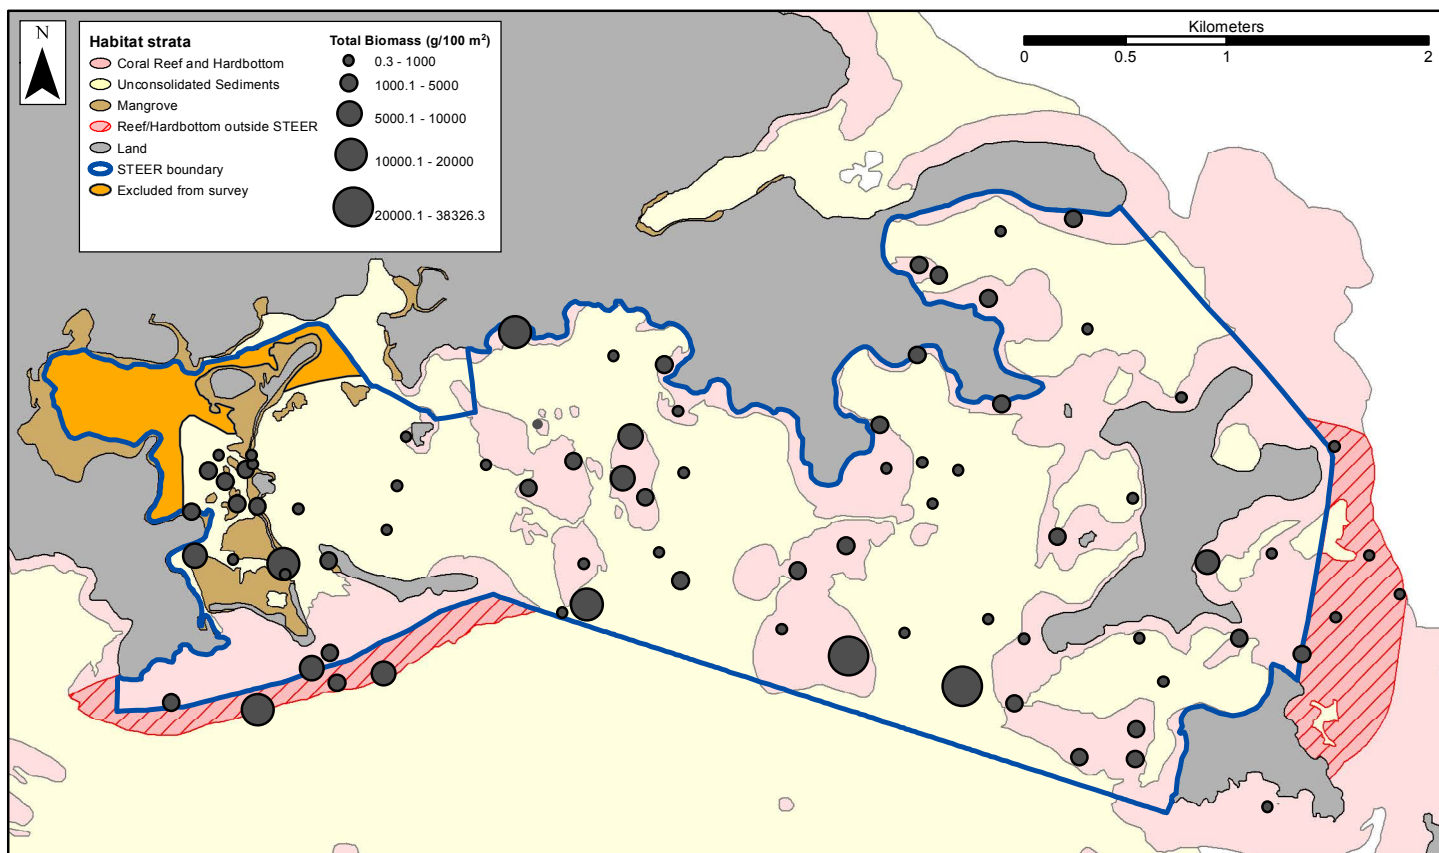 N
Habitat strata
Coral Reef and Hardbottom
Unconsolidated Sediments
Mangrove
Reef/Hardbottom outside STEER
Land
STEER boundary
Excluded from survey
Total Biomass (g/100 m²)
0.3 - 1000
1000.1 - 5000
5000.1 - 10000
10000.1 - 20000
20000.1 - 38326.3
Kilometers
0 0.5 1 2